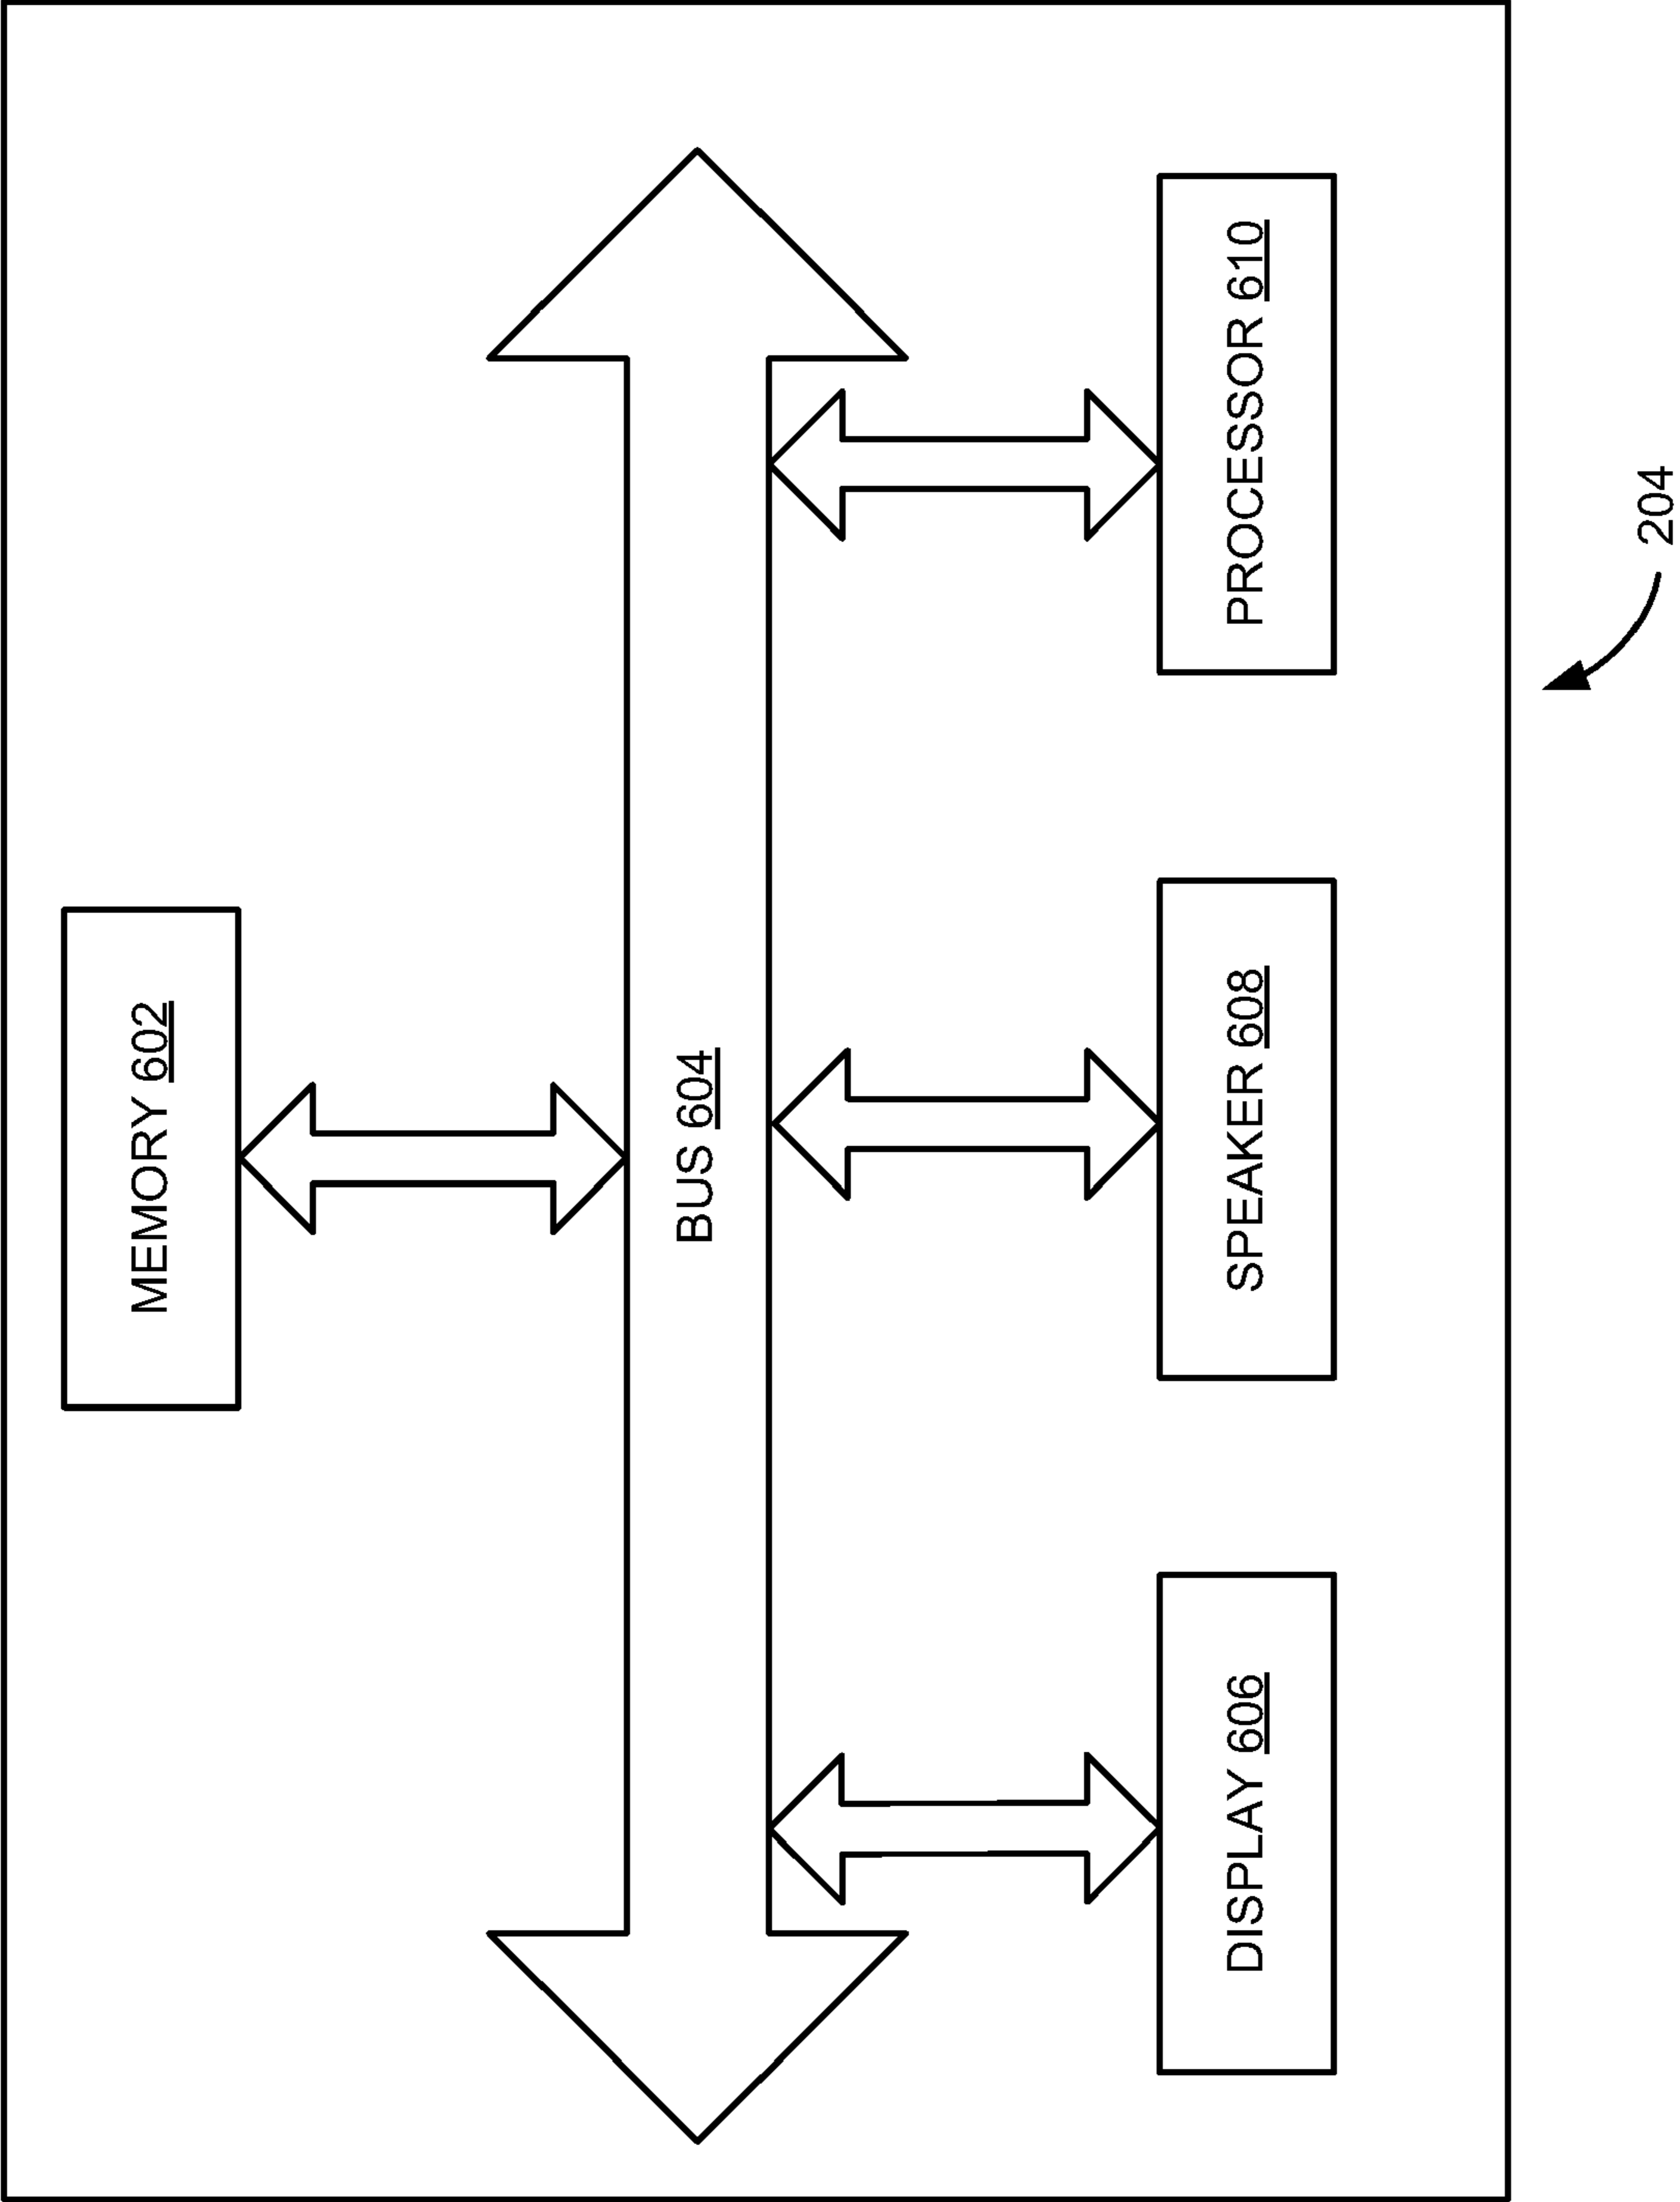 MEMORY 602
BUS 604
DISPLAY 606
SPEAKER 608
PROCESSOR 610
204